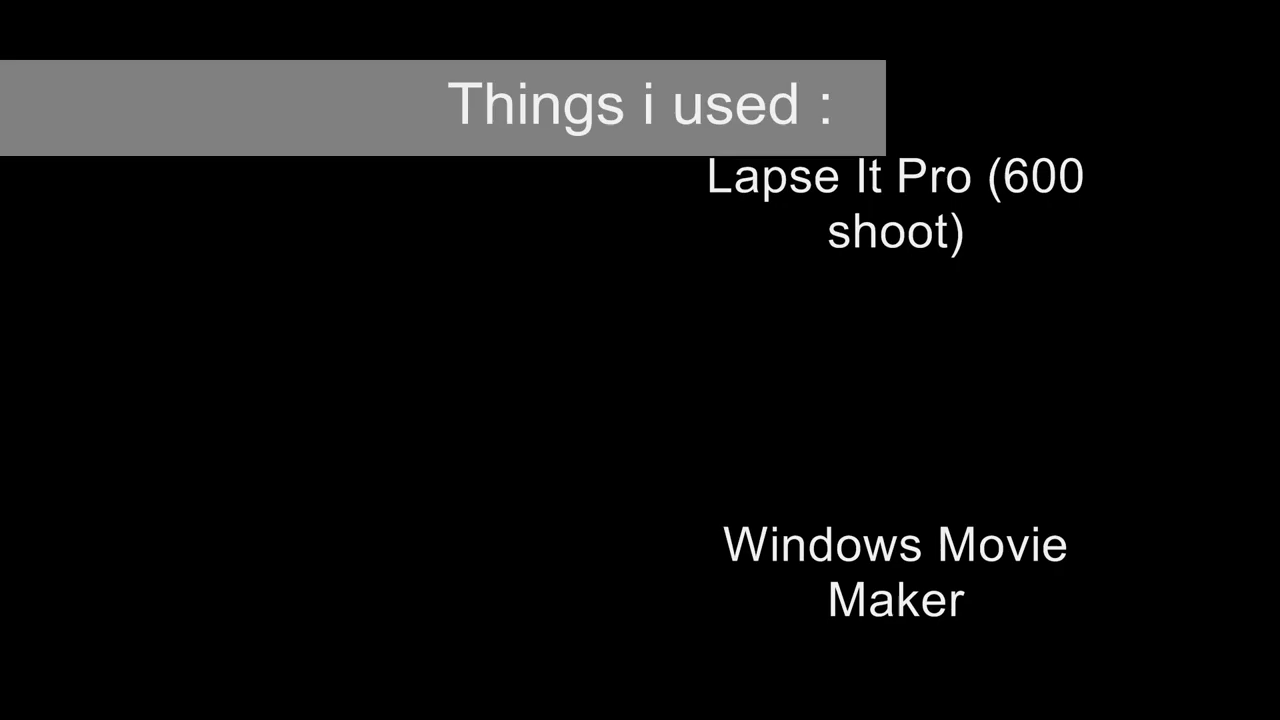 Things i used :
Lapse It Pro (600
shoot)
Windows Movie
Maker